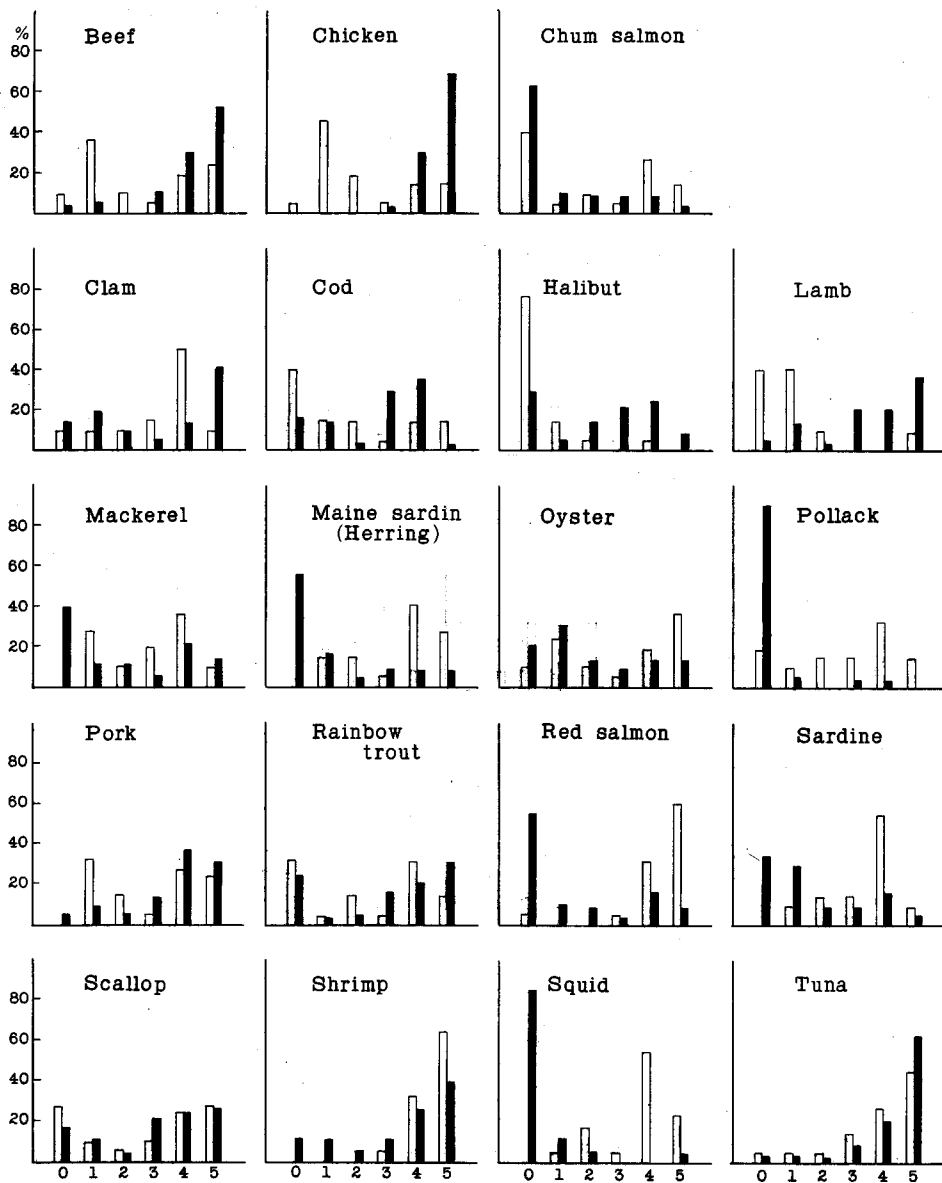 %
Beef
Chicken
Chum salmon
80
60
40
20
Clam
Cod
Halibut
Lamb
80
60
40
20
Mackerel
Maine sardin
(Herring)
Oyster
Pollack
80
60
40
20
Pork
Rainbow
trout
Red salmon
Sardine
80
60
40
20
Scallop
Shrimp
Squid
Tuna
80
60
40
20
0 1 2 3 4 5
0 1 2 3 4 5
0 1 2 3 4 5
0 1 2 3 4 5